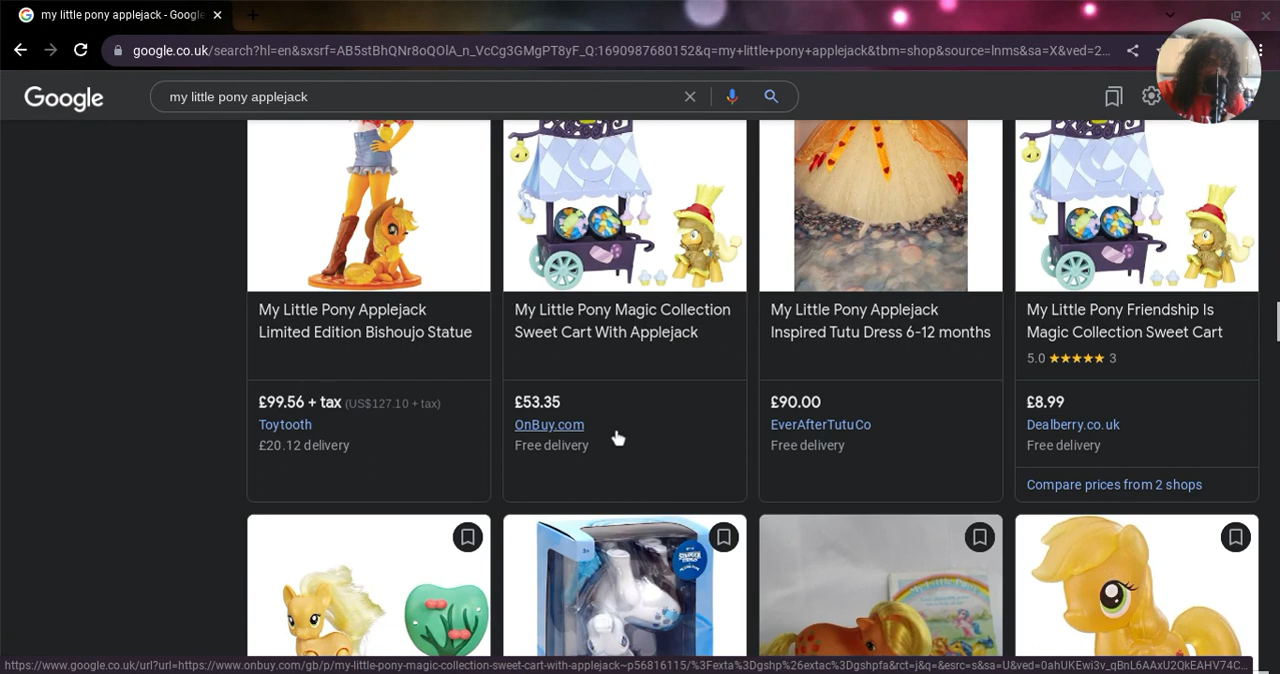 my little pony applejack - Google
google.co.uk/search?hl=en&sxsrf=AB5stBhQNr8oQOlA_n_VcCg3GMgPT8yF_Q:1690987680152&q=my+little+pony+applejack&tbm=shop&source=lnms&sa=X&ved=2...
Google
my little pony applejack
My Little Pony Applejack
Limited Edition Bishoujo Statue
£99.56 + tax (US$127.10 + tax)
Toytooth
£20.12 delivery
My Little Pony Magic Collection
Sweet Cart With Applejack
£53.35
OnBuy.com
Free delivery
My Little Pony Applejack
Inspired Tutu Dress 6-12 months
£90.00
EverAfterTutuCo
Free delivery
My Little Pony Friendship Is
Magic Collection Sweet Cart
5.0 ★★★★★ 3
£8.99
Dealberry.co.uk
Free delivery
Compare prices from 2 shops
https://www.google.co.uk/url?url=https://www.onbuy.com/gb/p/my-little-pony-magic-collection-sweet-cart-with-applejack~p56816115/%3Fexta%3Dgshp%26extac%3Dgshpfa&rct=j&q=&esrc=s&sa=U&ved=0ahUKEwi3v_qBnL6AAxU2QkEAHV74C...